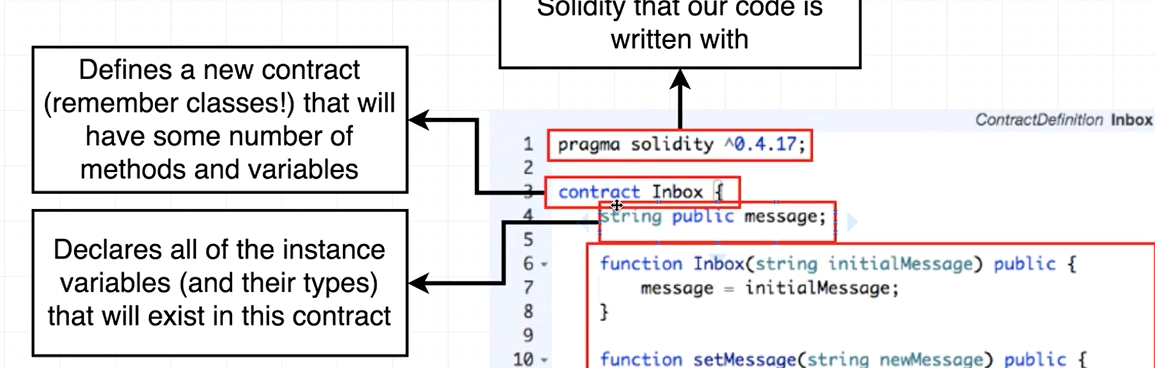 Solidity that our code is
written with
Defines a new contract
(remember classes!) that will
have some number of
methods and variables
Declares all of the instance
variables (and their types)
that will exist in this contract
ContractDefinition Inbox
1 pragma solidity ^0.4.17;
2
3 contract Inbox {
4 string public message;
5
6 function Inbox(string initialMessage) public {
7 message = initialMessage;
8 }
9
10 function setMessage(string newMessage) public {